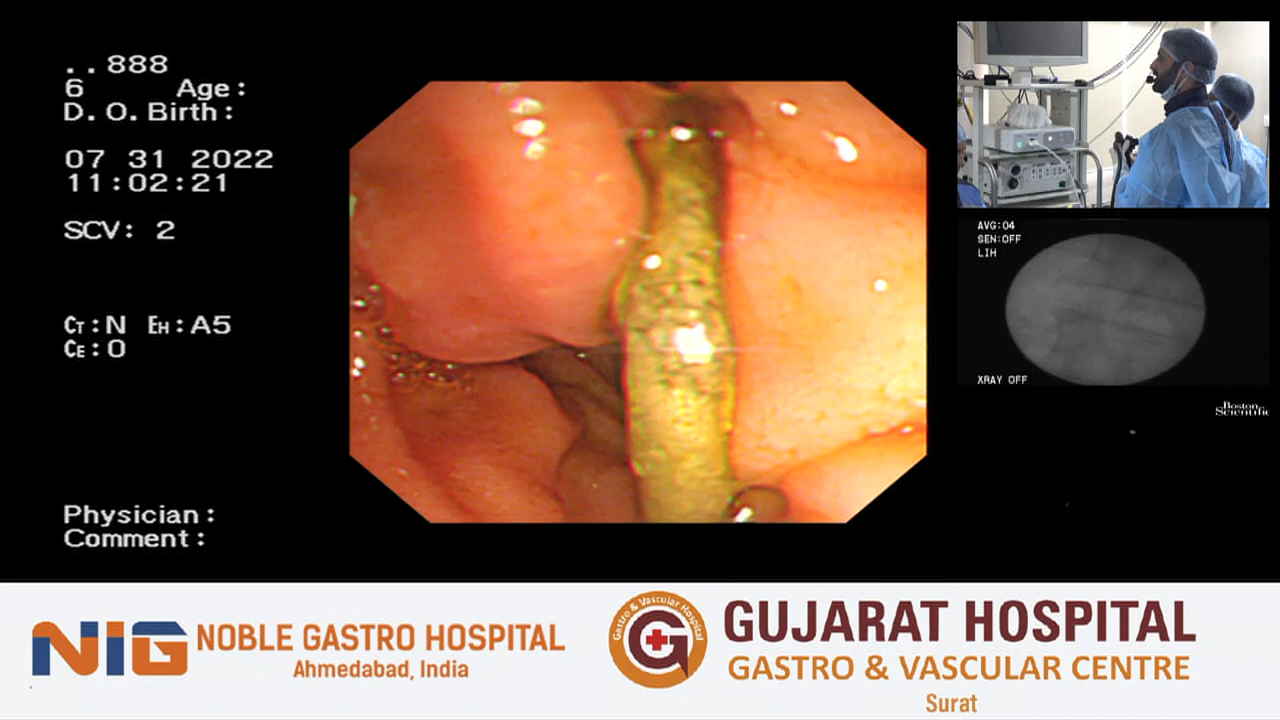 ..888
6 Age:
D. O. Birth:
07 31 2022
11:02:21
SCV: 2
CT:N EH:A5
CE:0
Physician:
Comment:
AVG:04
SEN:OFF
LIH
XRAY OFF
Boston
Scientific
NIG NOBLE GASTRO HOSPITAL
Ahmedabad, India
Gastro & Vascular Hospital
G
GUJARAT HOSPITAL
GASTRO & VASCULAR CENTRE
Surat